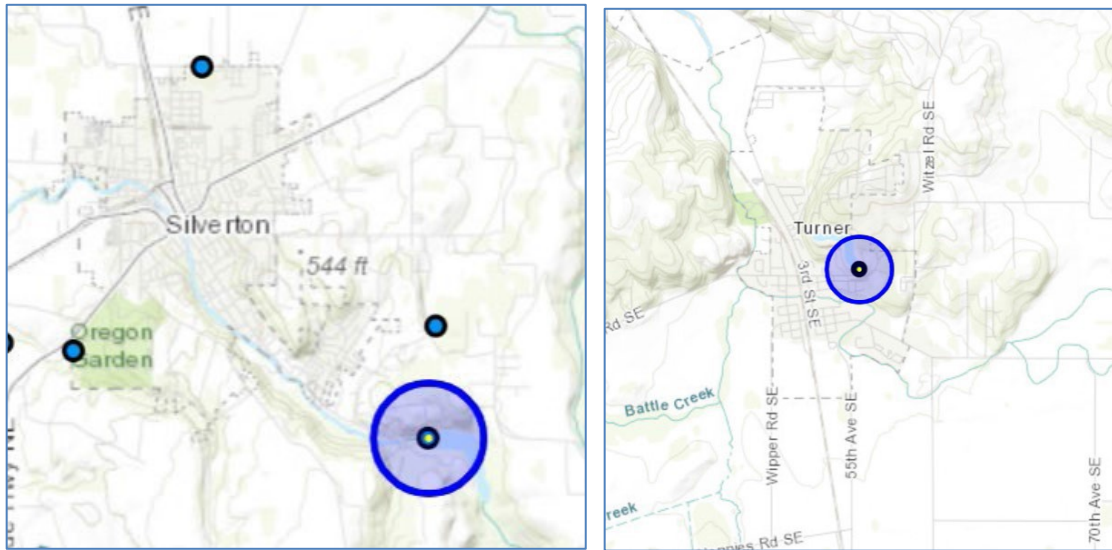 E
Silverton
544 ft
Oregon
Garden
Turner
3rd St SE
Witzel Rd SE
Rd SE
Battle Creek
Wipper Rd SE
55th Ave SE
70th Ave SE
reek
Rd SE